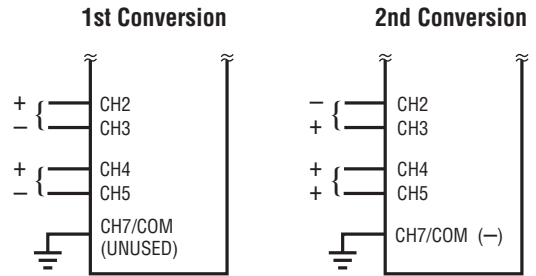 1st Conversion
+ { CH2
– CH3
+ { CH4
– CH5
CH7/COM
(UNUSED)
2nd Conversion
– { CH2
+ CH3
+ { CH4
+ CH5
CH7/COM (–)